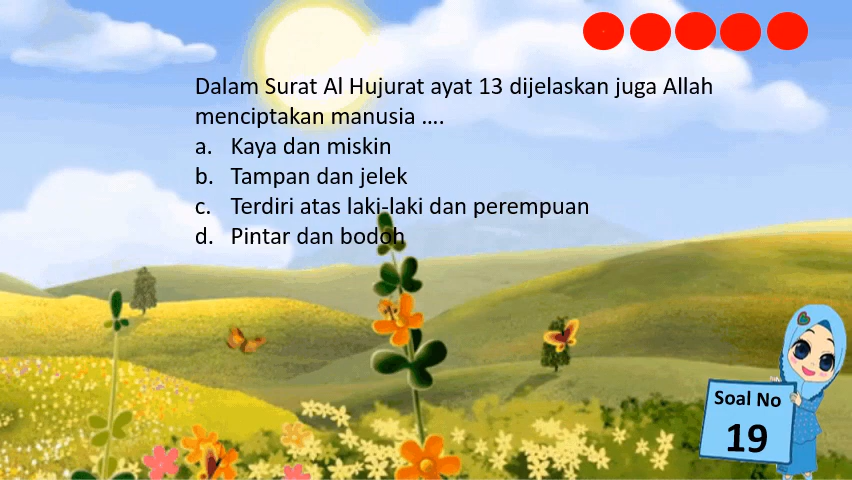 Dalam Surat Al Hujurat ayat 13 dijelaskan juga Allah
menciptakan manusia ....
a. Kaya dan miskin
b. Tampan dan jelek
c. Terdiri atas laki-laki dan perempuan
d. Pintar dan bodoh
Soal No
19